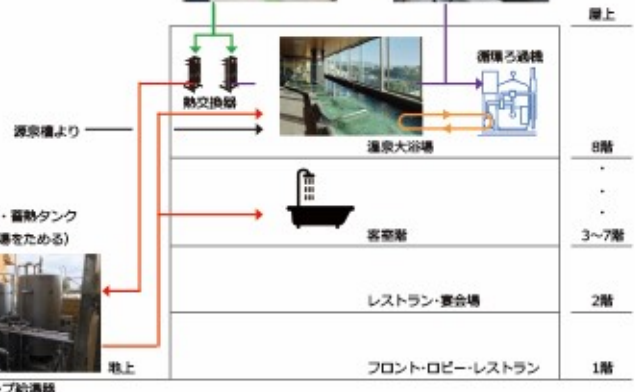 屋上
循環ろ過機
熱交換器
源泉槽より
温泉大浴場
8階
・蓄熱タンク
湯をためる)
客室階
3～7階
レストラン・宴会場
2階
地上
フロント・ロビー・レストラン
1階
プ給湯器